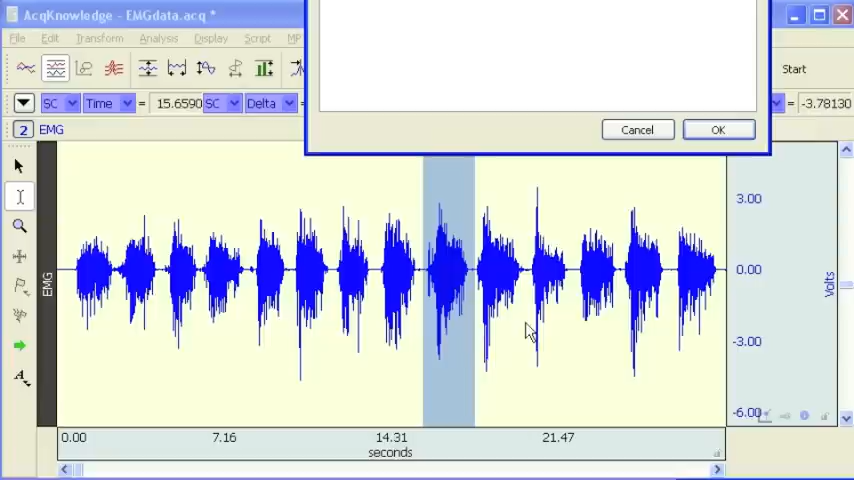 AcqKnowledge - EMGdata.acq *
File Edit Transform Analysis Display Script MP
Start
SC Time = 15.6590 SC Delta = = -3.78130
2 EMG
Cancel OK
3.00
0.00
-3.00
-6.00
EMG
Volts
A
0.00 7.16 14.31 21.47
seconds